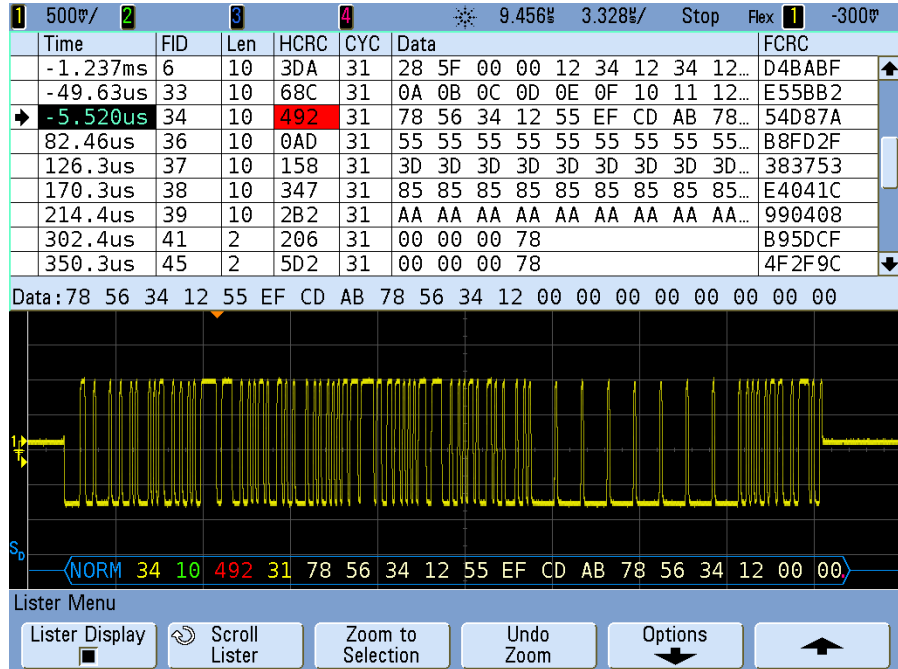 1 500mV/ 2 3 4 9.456us 3.328us/ Stop Flex 1 -300mV
Time FID Len HCRC CYC Data FCRC
-1.237ms 6 10 3DA 31 28 5F 00 00 12 34 12 34 12… D4BABF
-49.63us 33 10 68C 31 0A 0B 0C 0D 0E 0F 10 11 12… E55BB2
-5.520us 34 10 492 31 78 56 34 12 55 EF CD AB 78… 54D87A
82.46us 36 10 0AD 31 55 55 55 55 55 55 55 55 55… B8FD2F
126.3us 37 10 158 31 3D 3D 3D 3D 3D 3D 3D 3D 3D… 383753
170.3us 38 10 347 31 85 85 85 85 85 85 85 85 85… E4041C
214.4us 39 10 2B2 31 AA AA AA AA AA AA AA AA AA… 990408
302.4us 41 2 206 31 00 00 00 78 B95DCF
350.3us 45 2 5D2 31 00 00 00 78 4F2F9C
Data:78 56 34 12 55 EF CD AB 78 56 34 12 00 00 00 00 00 00 00 00
1
T
SD
NORM 34 10 492 31 78 56 34 12 55 EF CD AB 78 56 34 12 00 00
Lister Menu
Lister Display Scroll Lister Zoom to Selection Undo Zoom Options